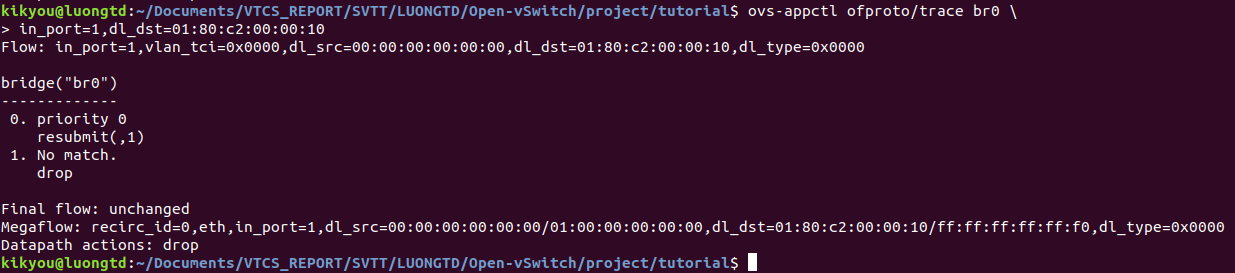 kikyou@luongtd:~/Documents/VTCS_REPORT/SVTT/LUONGTD/Open-vSwitch/project/tutorial$ ovs-appctl ofproto/trace br0 \
> in_port=1,dl_dst=01:80:c2:00:00:10
Flow: in_port=1,vlan_tci=0x0000,dl_src=00:00:00:00:00:00,dl_dst=01:80:c2:00:00:10,dl_type=0x0000

bridge("br0")
-------------
 0. priority 0
    resubmit(,1)
 1. No match.
    drop

Final flow: unchanged
Megaflow: recirc_id=0,eth,in_port=1,dl_src=00:00:00:00:00:00/01:00:00:00:00:00,dl_dst=01:80:c2:00:00:10/ff:ff:ff:ff:ff:f0,dl_type=0x0000
Datapath actions: drop
kikyou@luongtd:~/Documents/VTCS_REPORT/SVTT/LUONGTD/Open-vSwitch/project/tutorial$